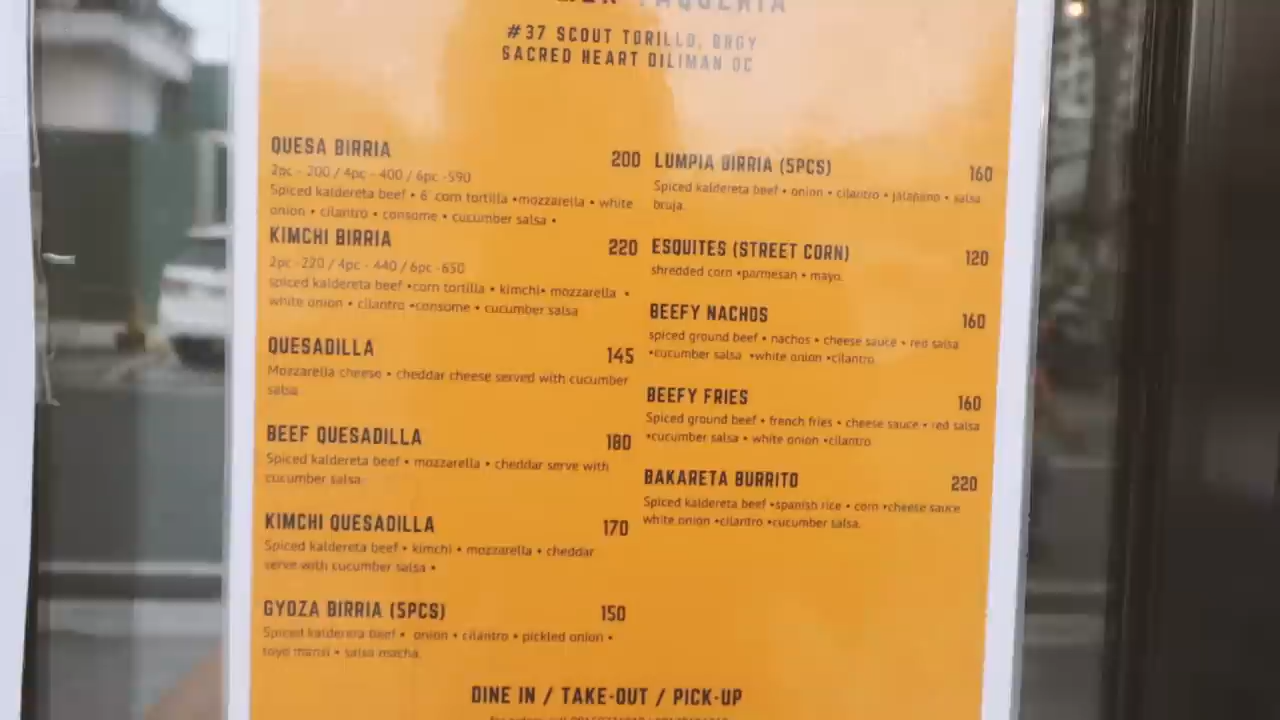 TAQUERIA
#37 SCOUT TORILLO, BRGY
SACRED HEART DILIMAN QC
QUESA BIRRIA 200
2pc - 200 / 4pc - 400 / 6pc -590
Spiced kaldereta beef • 6 corn tortilla •mozzarella • white
onion • cilantro • consome • cucumber salsa •
KIMCHI BIRRIA 220
2pc -220 / 4pc - 440 / 6pc -650
spiced kaldereta beef •corn tortilla • kimchi• mozzarella •
white onion • cilantro •consome • cucumber salsa
QUESADILLA 145
Mozzarella cheese • cheddar cheese served with cucumber
salsa
BEEF QUESADILLA 180
Spiced kaldereta beef • mozzarella • cheddar serve with
cucumber salsa
KIMCHI QUESADILLA 170
Spiced kaldereta beef • kimchi • mozzarella • cheddar
serve with cucumber salsa •
GYOZA BIRRIA (5PCS) 150
Spiced kaldereta beef • onion • cilantro • pickled onion •
toyo mansi • salsa macha
LUMPIA BIRRIA (5PCS) 160
Spiced kaldereta beef • onion • cilantro • jalapano • salsa
bruja
ESQUITES (STREET CORN) 120
shredded corn •parmesan • mayo.
BEEFY NACHOS 160
spiced ground beef • nachos • cheese sauce • red salsa
•cucumber salsa •white onion •cilantro
BEEFY FRIES 160
Spiced ground beef • french fries • cheese sauce • red salsa
•cucumber salsa • white onion •cilantro
BAKARETA BURRITO 220
Spiced kaldereta beef •spanish rice • corn •cheese sauce
white onion •cilantro •cucumber salsa.
DINE IN / TAKE-OUT / PICK-UP